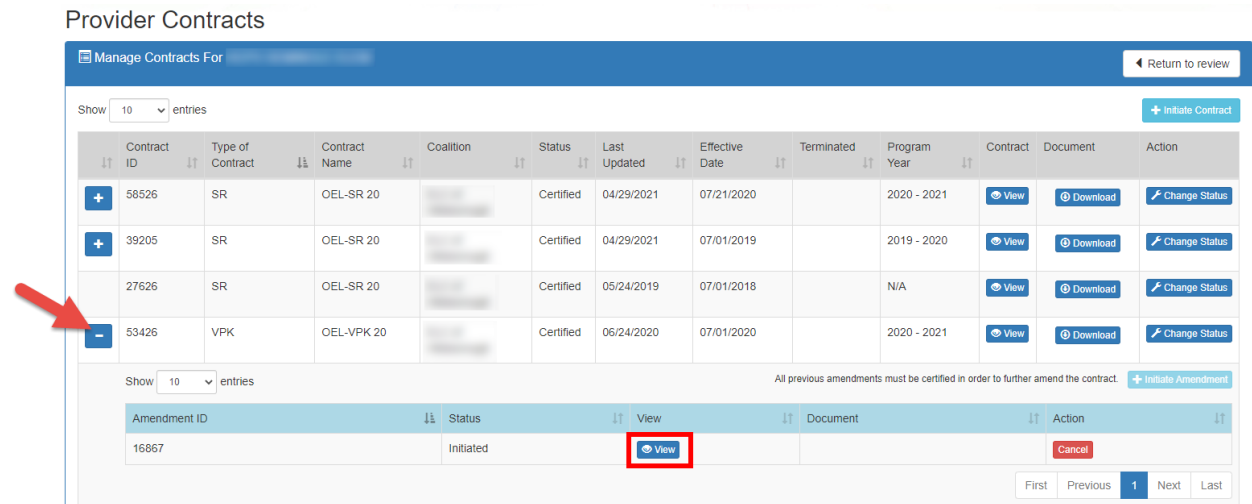 Provider Contracts
Manage Contracts For
Return to review
Show 10 entries
Initiate Contract
Contract ID Type of Contract Contract Name Coalition Status Last Updated Effective Date Terminated Program Year Contract Document Action
58526 SR OEL-SR 20 Certified 04/29/2021 07/21/2020 2020 - 2021 View Download Change Status
39205 SR OEL-SR 20 Certified 04/29/2021 07/01/2019 2019 - 2020 View Download Change Status
27626 SR OEL-SR 20 Certified 05/24/2019 07/01/2018 N/A View Download Change Status
53426 VPK OEL-VPK 20 Certified 06/24/2020 07/01/2020 2020 - 2021 View Download Change Status
Show 10 entries All previous amendments must be certified in order to further amend the contract. Initiate Amendment
Amendment ID Status View Document Action
16867 Initiated View Cancel
First Previous 1 Next Last